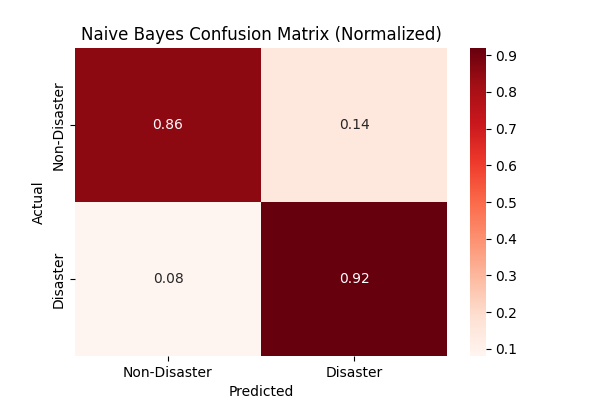 Naive Bayes Confusion Matrix (Normalized)
Actual
Non-Disaster
0.86
0.14
Disaster
0.08
0.92
Non-Disaster
Disaster
Predicted
0.9
0.8
0.7
0.6
0.5
0.4
0.3
0.2
0.1